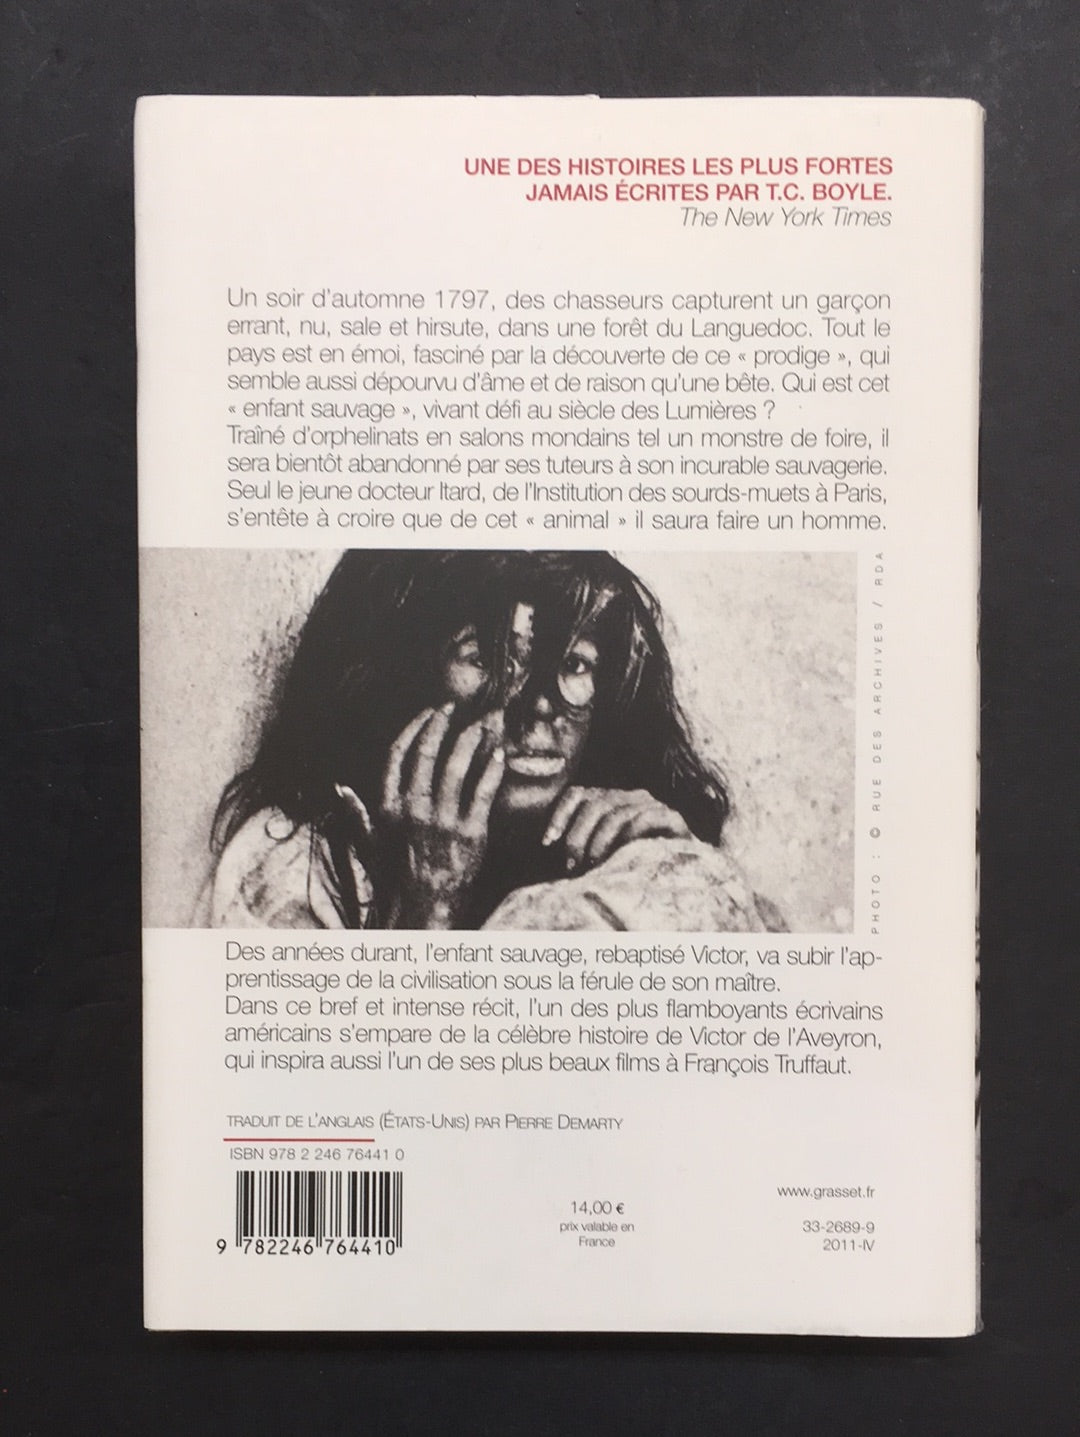 UNE DES HISTOIRES LES PLUS FORTES
JAMAIS ÉCRITES PAR T.C. BOYLE.
The New York Times
Un soir d'automne 1797, des chasseurs capturent un garçon
errant, nu, sale et hirsute, dans une forêt du Languedoc. Tout le
pays est en émoi, fasciné par la découverte de ce « prodige », qui
semble aussi dépourvu d'âme et de raison qu'une bête. Qui est cet
« enfant sauvage », vivant défi au siècle des Lumières ?
Traîné d'orphelinats en salons mondains tel un monstre de foire, il
sera bientôt abandonné par ses tuteurs à son incurable sauvagerie.
Seul le jeune docteur Itard, de l'Institution des sourds-muets à Paris,
s'entête à croire que de cet « animal » il saura faire un homme.
PHOTO : © RUE DES ARCHIVES / RDA
Des années durant, l'enfant sauvage, rebaptisé Victor, va subir l'ap-
prentissage de la civilisation sous la férule de son maître.
Dans ce bref et intense récit, l'un des plus flamboyants écrivains
américains s'empare de la célèbre histoire de Victor de l'Aveyron,
qui inspira aussi l'un de ses plus beaux films à François Truffaut.
TRADUIT DE L'ANGLAIS (ÉTATS-UNIS) PAR PIERRE DEMARTY
ISBN 978 2 246 76441 0
9 782246 764410
14,00 €
prix valable en
France
www.grasset.fr
33-2689-9
2011-IV